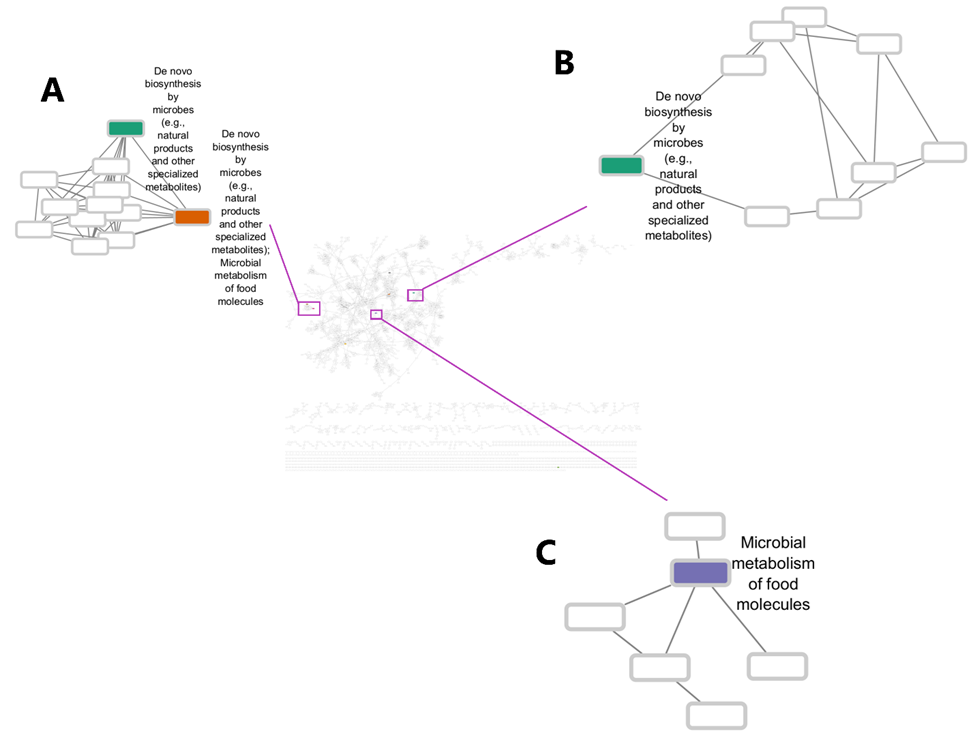 A
De novo
biosynthesis
by
microbes
(e.g.,
natural
products
and other
specialized
metabolites)
De novo
biosynthesis
by
microbes
(e.g.,
natural
products
and other
specialized
metabolites);
Microbial
metabolism
of food
molecules
B
De novo
biosynthesis
by
microbes
(e.g.,
natural
products
and other
specialized
metabolites)
C
Microbial
metabolism
of food
molecules